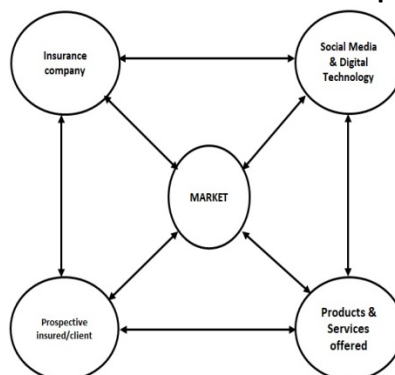 Insurance
company
Social Media
& Digital
Technology
MARKET
Prospective
insured/client
Products &
Services
offered